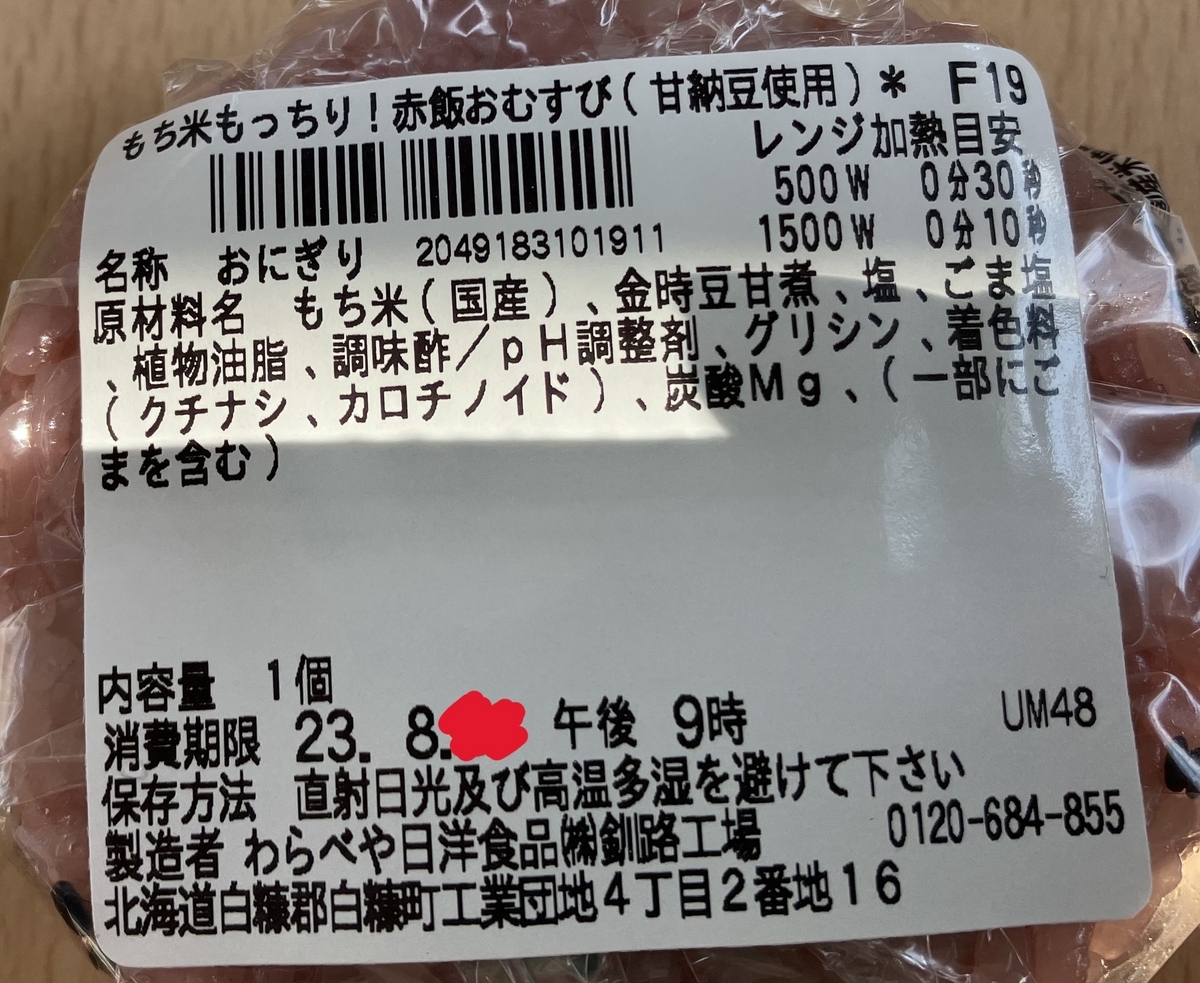 もち米もっちり！赤飯おむすび（甘納豆使用）＊ F19
レンジ加熱目安
500W 0分30秒
1500W 0分10秒
2049183101911
名称 おにぎり
原材料名 もち米（国産）、金時豆甘煮、塩、ごま塩
、植物油脂、調味酢／pH調整剤、グリシン、着色料
（クチナシ、カロチノイド）、炭酸Mg、（一部にご
まを含む）
内容量 1個
消費期限 23. 8. 午後 9時
UM48
保存方法 直射日光及び高温多湿を避けて下さい
製造者 わらべや日洋食品㈱釧路工場 0120-684-855
北海道白糠郡白糠町工業団地4丁目2番地16